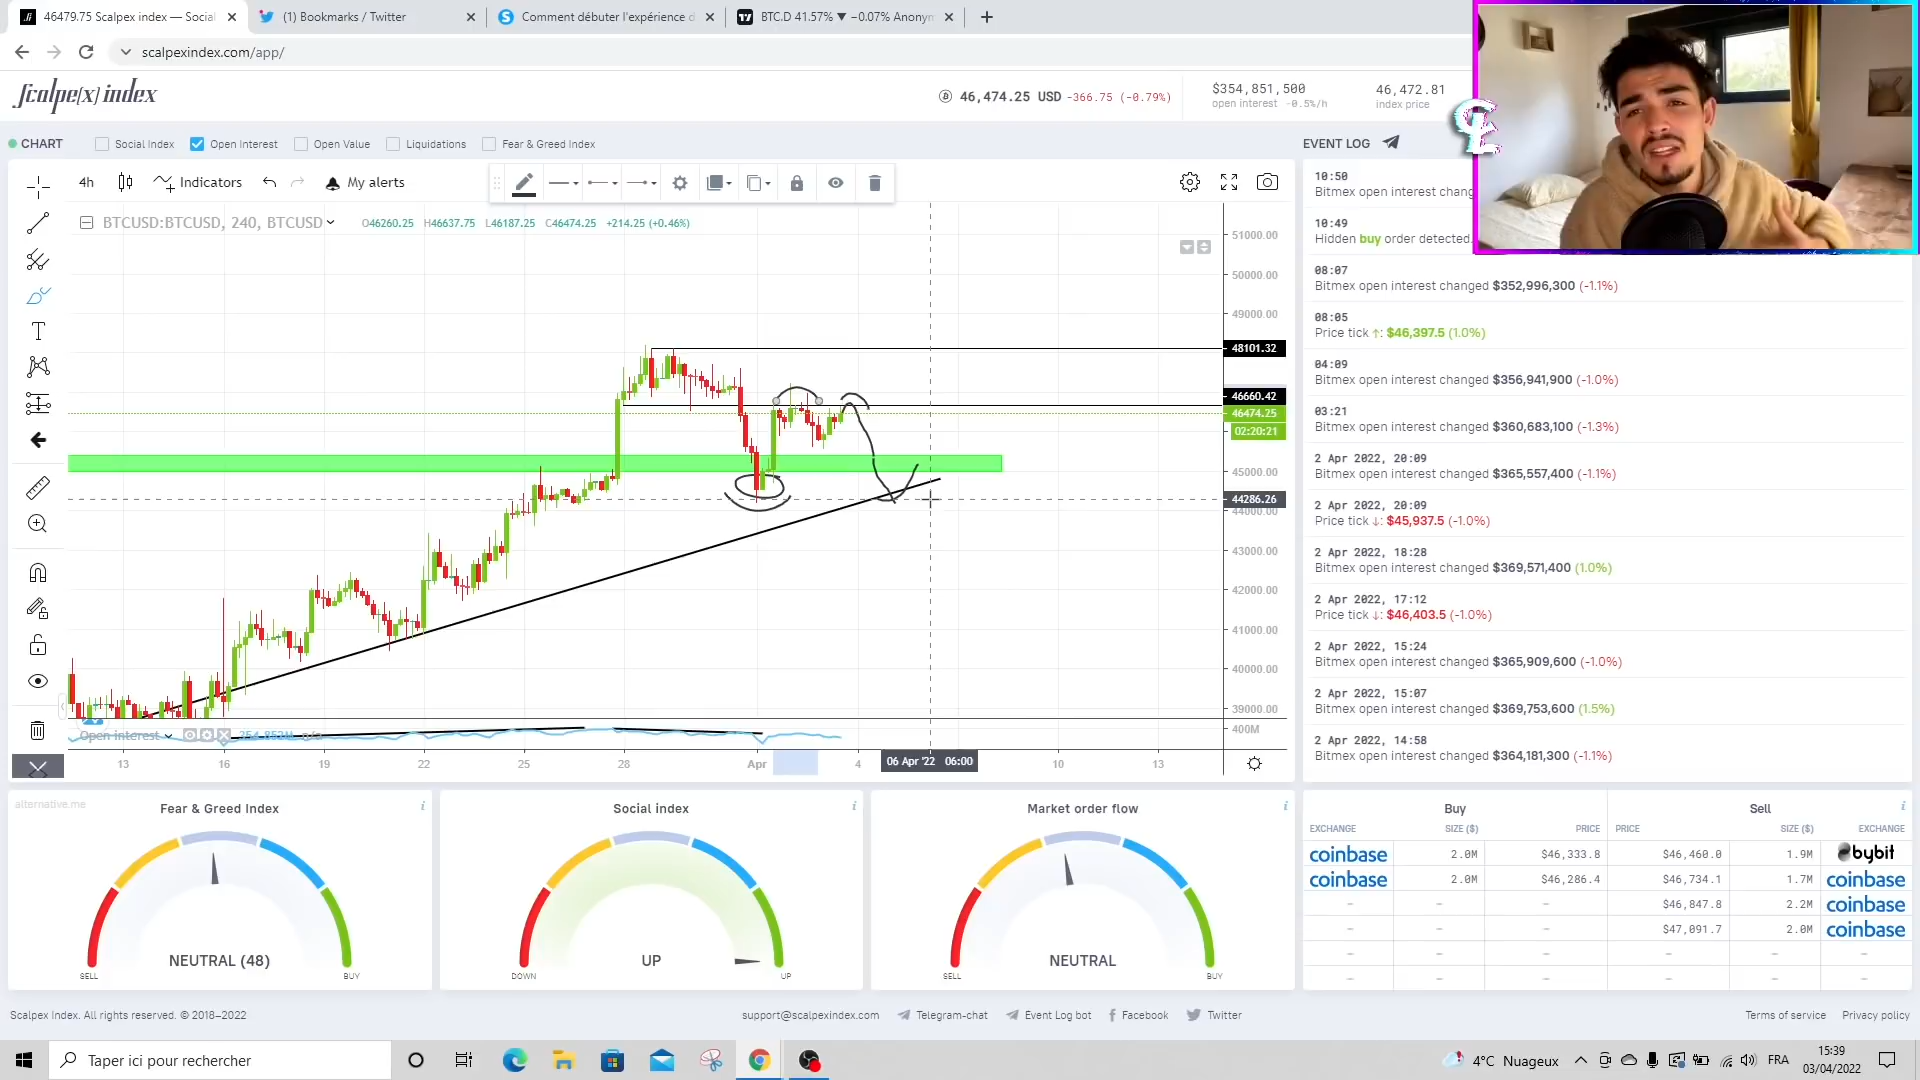 46479.75 Scalpex index — Social
(1) Bookmarks / Twitter
Comment débuter l'expérience d
BTC.D 41.57% ▼ −0.07% Anonym
scalpexindex.com/app/
Scalpe(x) index
46,474.25 USD -366.75 (-0.79%)
$354,851,500
open interest -0.5%/h
46,472.81
index price
CHART
Social Index
Open Interest
Open Value
Liquidations
Fear & Greed Index
EVENT LOG
4h
Indicators
My alerts
BTCUSD:BTCUSD, 240, BTCUSD
O46260.25 H46637.75 L46187.25 C46474.25 +214.25 (+0.46%)
51000.00
50000.00
49000.00
48101.32
46660.42
46474.25
02:20:21
45000.00
44286.26
44000.00
43000.00
42000.00
41000.00
40000.00
39000.00
400M
Open interest
13
16
19
22
25
28
Apr
4
06 Apr '22 06:00
10
13
10:50
Bitmex open interest chang
10:49
Hidden buy order detected
08:07
Bitmex open interest changed $352,996,300 (-1.1%)
08:05
Price tick ↑: $46,397.5 (1.0%)
04:09
Bitmex open interest changed $356,941,900 (-1.0%)
03:21
Bitmex open interest changed $360,683,100 (-1.3%)
2 Apr 2022, 20:09
Bitmex open interest changed $365,557,400 (-1.1%)
2 Apr 2022, 20:09
Price tick ↓: $45,937.5 (-1.0%)
2 Apr 2022, 18:28
Bitmex open interest changed $369,571,400 (1.0%)
2 Apr 2022, 17:12
Price tick ↓: $46,403.5 (-1.0%)
2 Apr 2022, 15:24
Bitmex open interest changed $365,909,600 (-1.0%)
2 Apr 2022, 15:07
Bitmex open interest changed $369,753,600 (1.5%)
2 Apr 2022, 14:58
Bitmex open interest changed $364,181,300 (-1.1%)
alternative.me
Fear & Greed Index
NEUTRAL (48)
SELL
BUY
Social index
UP
DOWN
UP
Market order flow
NEUTRAL
SELL
BUY
Buy
Sell
EXCHANGE SIZE ($) PRICE PRICE SIZE ($) EXCHANGE
coinbase 2.0M $46,333.8 $46,460.0 1.9M bybit
coinbase 2.0M $46,286.4 $46,734.1 1.7M coinbase
– – – $46,847.8 2.2M coinbase
– – – $47,091.7 2.0M coinbase
– – – – – –
– – – – – –
Scalpex Index. All rights reserved. © 2018–2022
support@scalpexindex.com
Telegram-chat
Event Log bot
Facebook
Twitter
Terms of service
Privacy policy
Taper ici pour rechercher
4°C Nuageux
FRA
15:39
03/04/2022